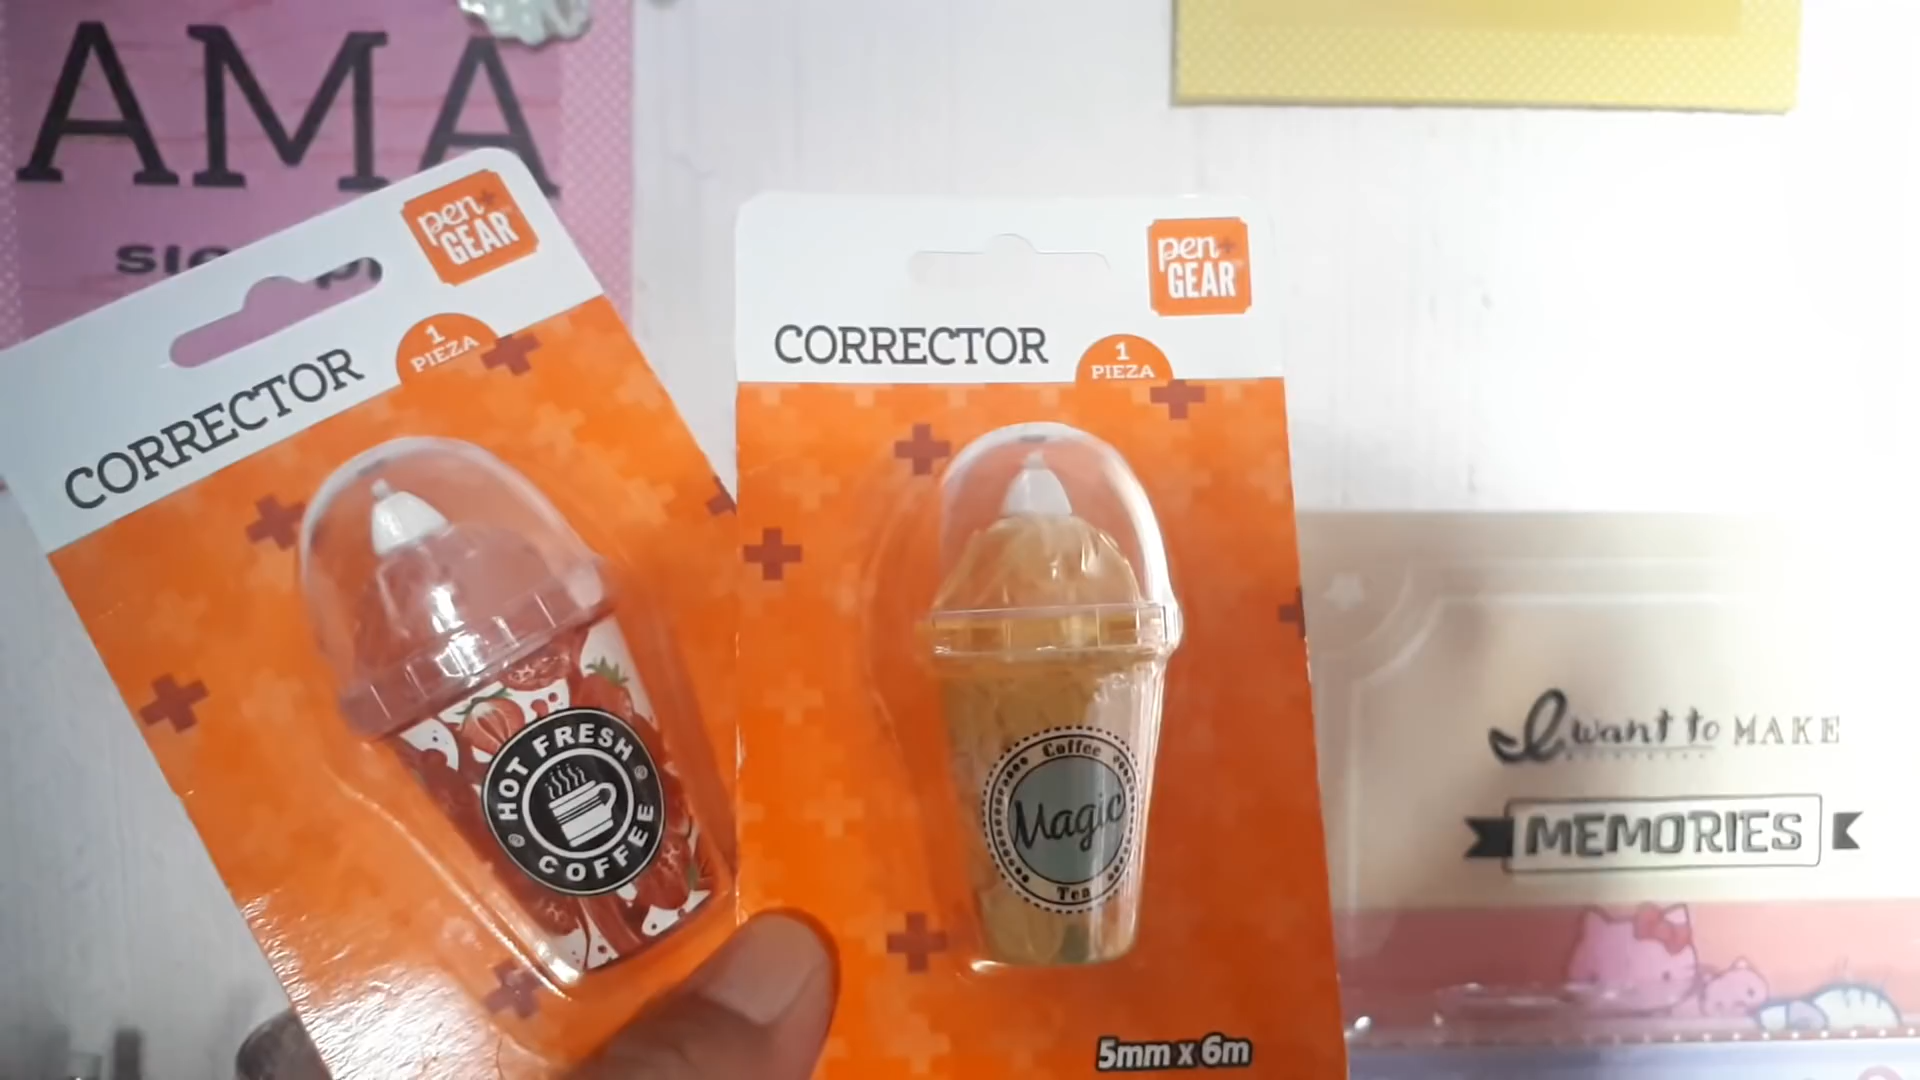 AMA
pen+
GEAR
CORRECTOR
1
PIEZA
HOT FRESH
COFFEE
pen+
GEAR
CORRECTOR
1
PIEZA
Coffee
Magic
Tea
5mm x 6m
I want to MAKE
MEMORIES